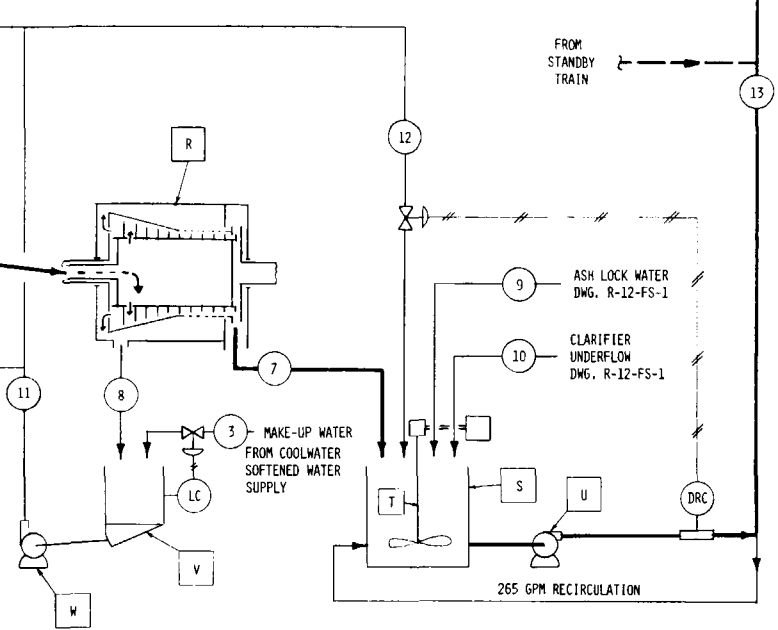 FROM
STANDBY
TRAIN
13
R
12
9
ASH LOCK WATER
DWG. R-12-FS-1
CLARIFIER
10
UNDERFLOW
DWG. R-12-FS-1
7
11
8
3
MAKE-UP WATER
FROM COOLWATER
SOFTENED WATER
SUPPLY
LC
S
T
U
DRC
V
265 GPM RECIRCULATION
W